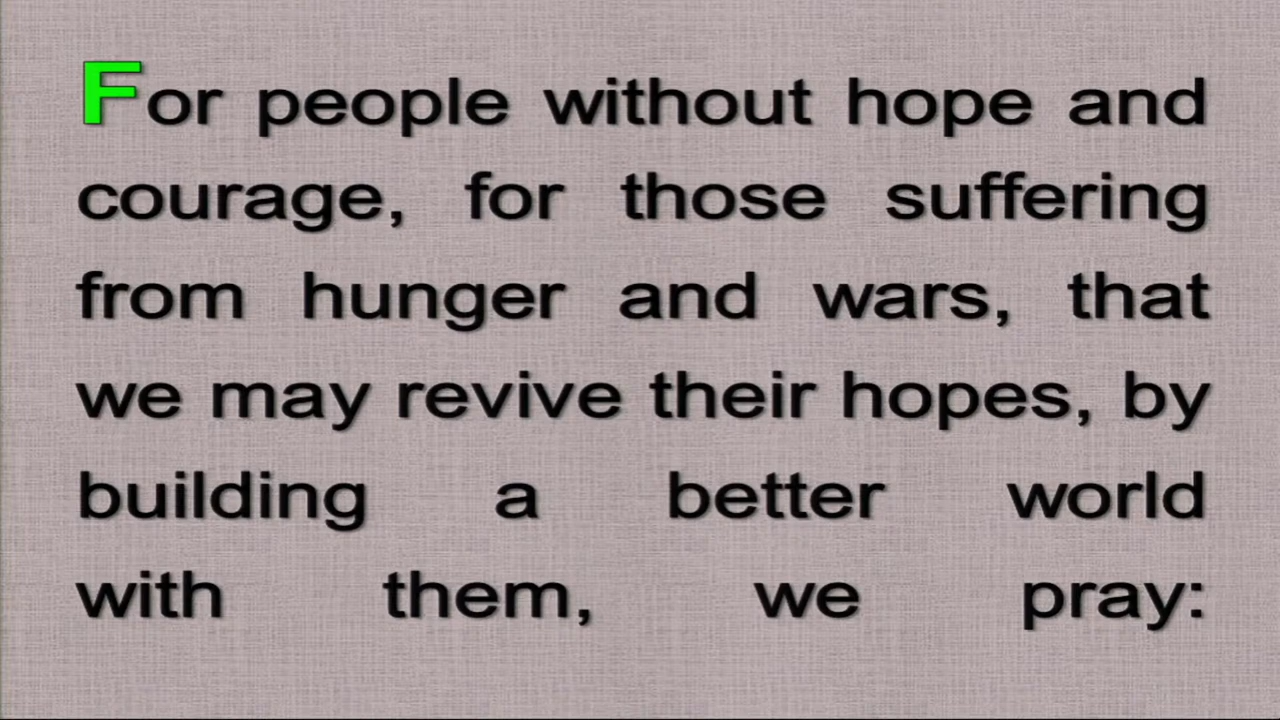 For people without hope and
courage, for those suffering
from hunger and wars, that
we may revive their hopes, by
building a better world
with them, we pray: